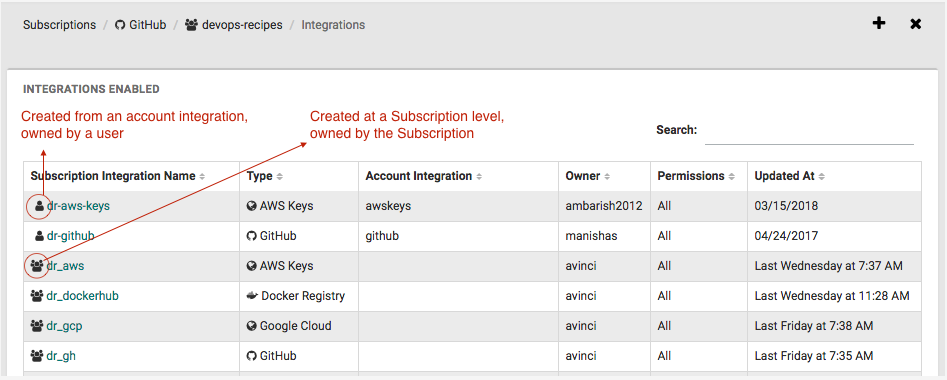 Subscriptions / GitHub / devops-recipes / Integrations
INTEGRATIONS ENABLED
Created from an account integration,
owned by a user
Created at a Subscription level,
owned by the Subscription
Search:
Subscription Integration Name Type Account Integration Owner Permissions Updated At
dr-aws-keys AWS Keys awskeys ambarish2012 All 03/15/2018
dr-github GitHub github manishas All 04/24/2017
dr_aws AWS Keys avinci All Last Wednesday at 7:37 AM
dr_dockerhub Docker Registry avinci All Last Wednesday at 11:28 AM
dr_gcp Google Cloud avinci All Last Friday at 7:38 AM
dr_gh GitHub avinci All Last Friday at 7:35 AM